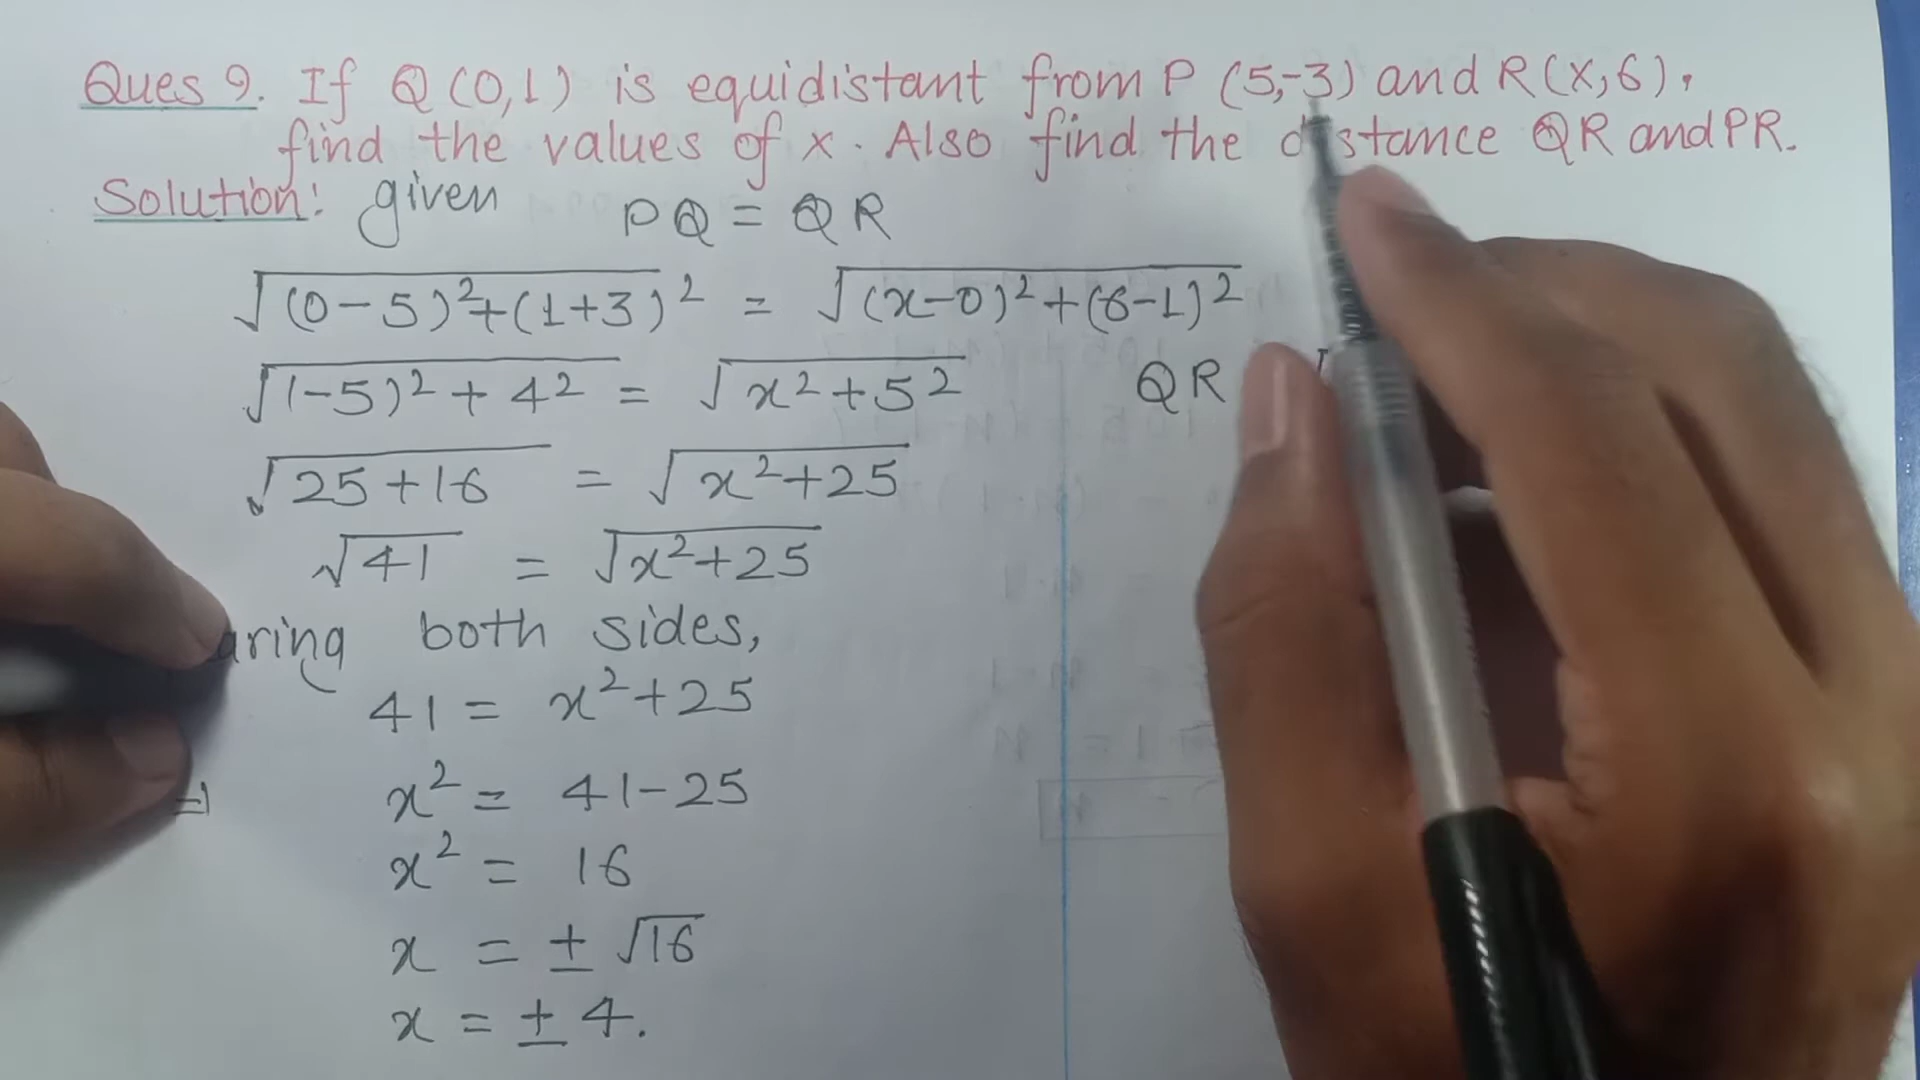 Ques 9. If Q (0,1) is equidistant from P (5,-3) and R(x,6),
find the values of x. Also find the distance QR and PR.
Solution: given PQ = QR
√(0-5)²+(1+3)² = √(x-0)²+(6-1)²
√(-5)²+4² = √x²+5²
QR
√25+16 = √x²+25
√41 = √x²+25
both sides,
41 = x²+25
⇒ x² = 41-25
x² = 16
x = ± √16
x = ± 4.